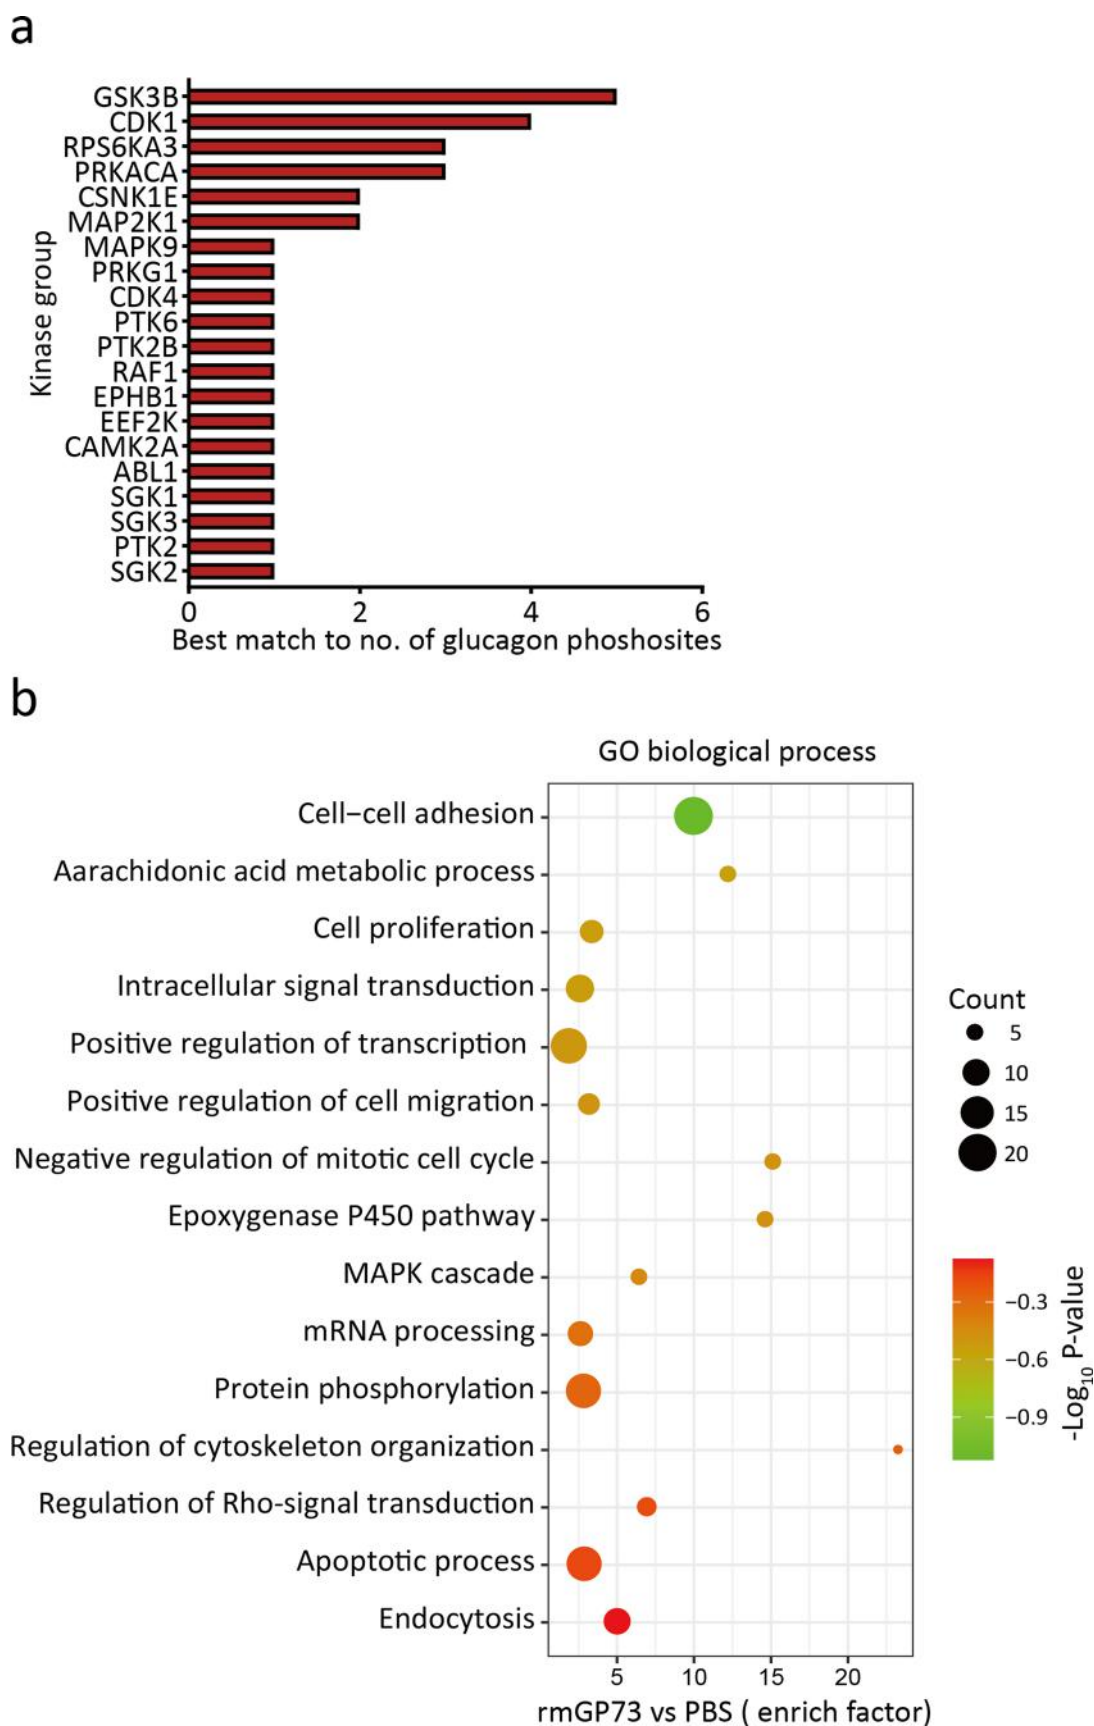 a
GSK3B
CDK1
RPS6KA3
PRKACA
CSNK1E
MAP2K1
MAPK9
PRKG1
CDK4
PTK6
PTK2B
RAF1
EPHB1
EEF2K
CAMK2A
ABL1
SGK1
SGK3
PTK2
SGK2
Kinase group
0 2 4 6
Best match to no. of glucagon phoshosites
b
GO biological process
Cell–cell adhesion
Aarachidonic acid metabolic process
Cell proliferation
Intracellular signal transduction
Positive regulation of transcription
Positive regulation of cell migration
Negative regulation of mitotic cell cycle
Epoxygenase P450 pathway
MAPK cascade
mRNA processing
Protein phosphorylation
Regulation of cytoskeleton organization
Regulation of Rho-signal transduction
Apoptotic process
Endocytosis
5 10 15 20
rmGP73 vs PBS ( enrich factor)
Count
5
10
15
20
−0.3
−0.6
−0.9
-Log₁₀ P-value